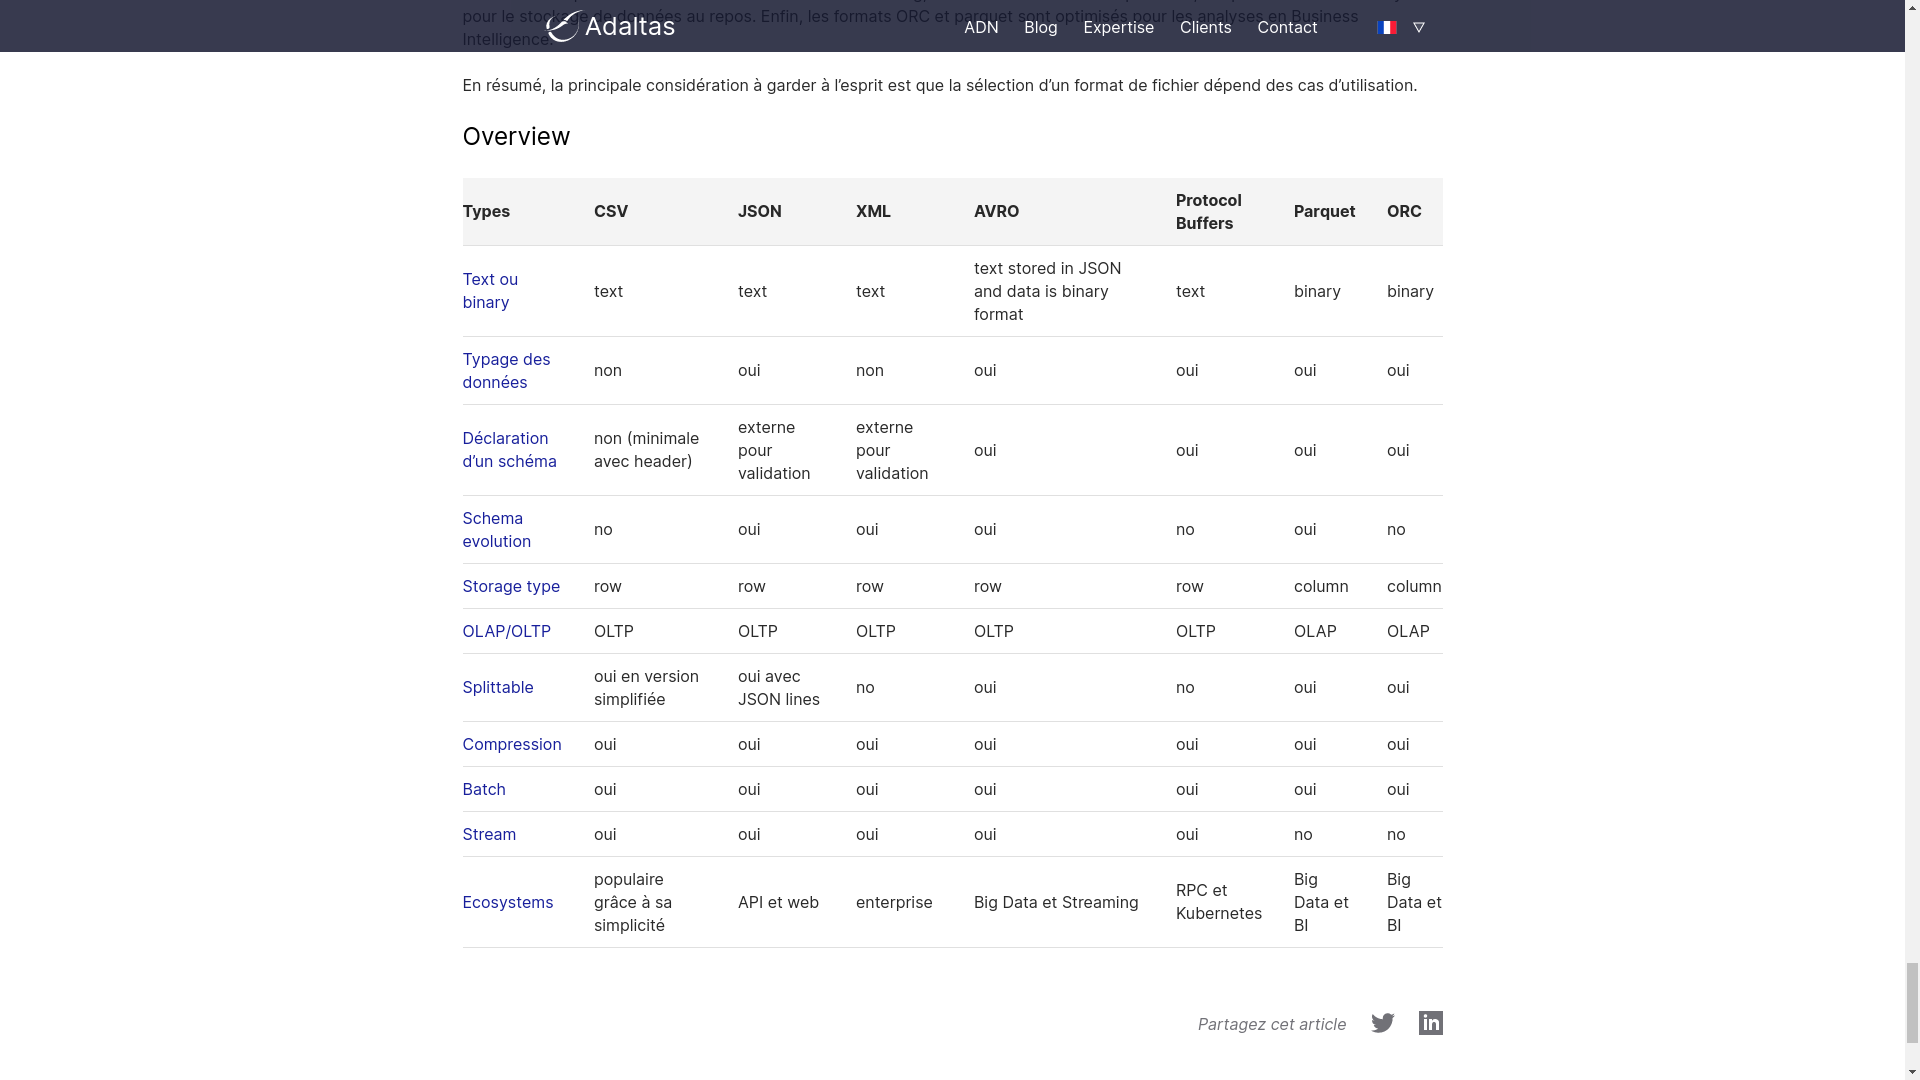 pour le stockage de données au repos. Enfin, les formats ORC et parquet sont optimisés pour les analyses en Business
Intelligence.
Adaltas
ADN Blog Expertise Clients Contact
En résumé, la principale considération à garder à l’esprit est que la sélection d’un format de fichier dépend des cas d’utilisation.
Overview
Types CSV JSON XML AVRO Protocol Buffers Parquet ORC
Text ou binary text text text text stored in JSON and data is binary format text binary binary
Typage des données non oui non oui oui oui oui
Déclaration d’un schéma non (minimale avec header) externe pour validation externe pour validation oui oui oui oui
Schema evolution no oui oui oui no oui no
Storage type row row row row row column column
OLAP/OLTP OLTP OLTP OLTP OLTP OLTP OLAP OLAP
Splittable oui en version simplifiée oui avec JSON lines no oui no oui oui
Compression oui oui oui oui oui oui oui
Batch oui oui oui oui oui oui oui
Stream oui oui oui oui oui no no
Ecosystems populaire grâce à sa simplicité API et web enterprise Big Data et Streaming RPC et Kubernetes Big Data et BI Big Data et BI
Partagez cet article